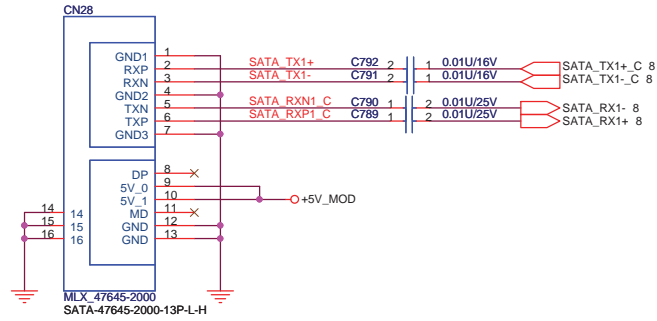 CN28
GND1 1
RXP 2 SATA_TX1+ C792 2 1 0.01U/16V SATA_TX1+_C 8
RXN 3 SATA_TX1- C791 2 1 0.01U/16V SATA_TX1-_C 8
GND2 4
TXN 5 SATA_RXN1_C C790 1 2 0.01U/25V SATA_RX1- 8
TXP 6 SATA_RXP1_C C789 1 2 0.01U/25V SATA_RX1+ 8
GND3 7
DP 8
5V_0 9
5V_1 10 +5V_MOD
14 14 MD 11
15 15 GND 12
16 16 GND 13
MLX_47645-2000
SATA-47645-2000-13P-L-H